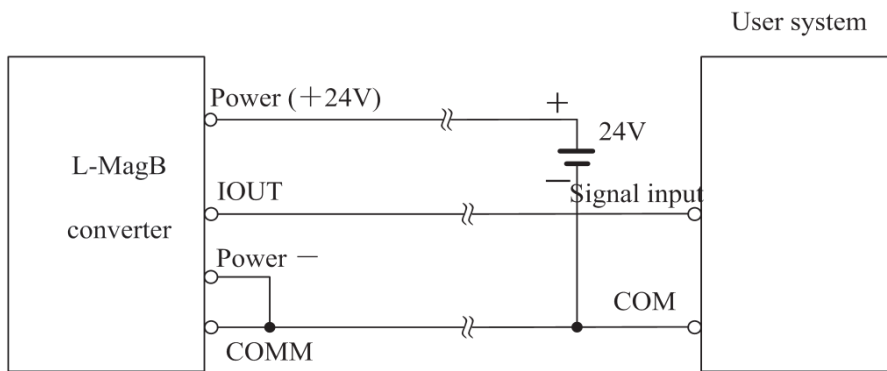 User system
Power (+24V)
+
24V
L-MagB
converter
IOUT
−
Signal input
Power −
COM
COMM